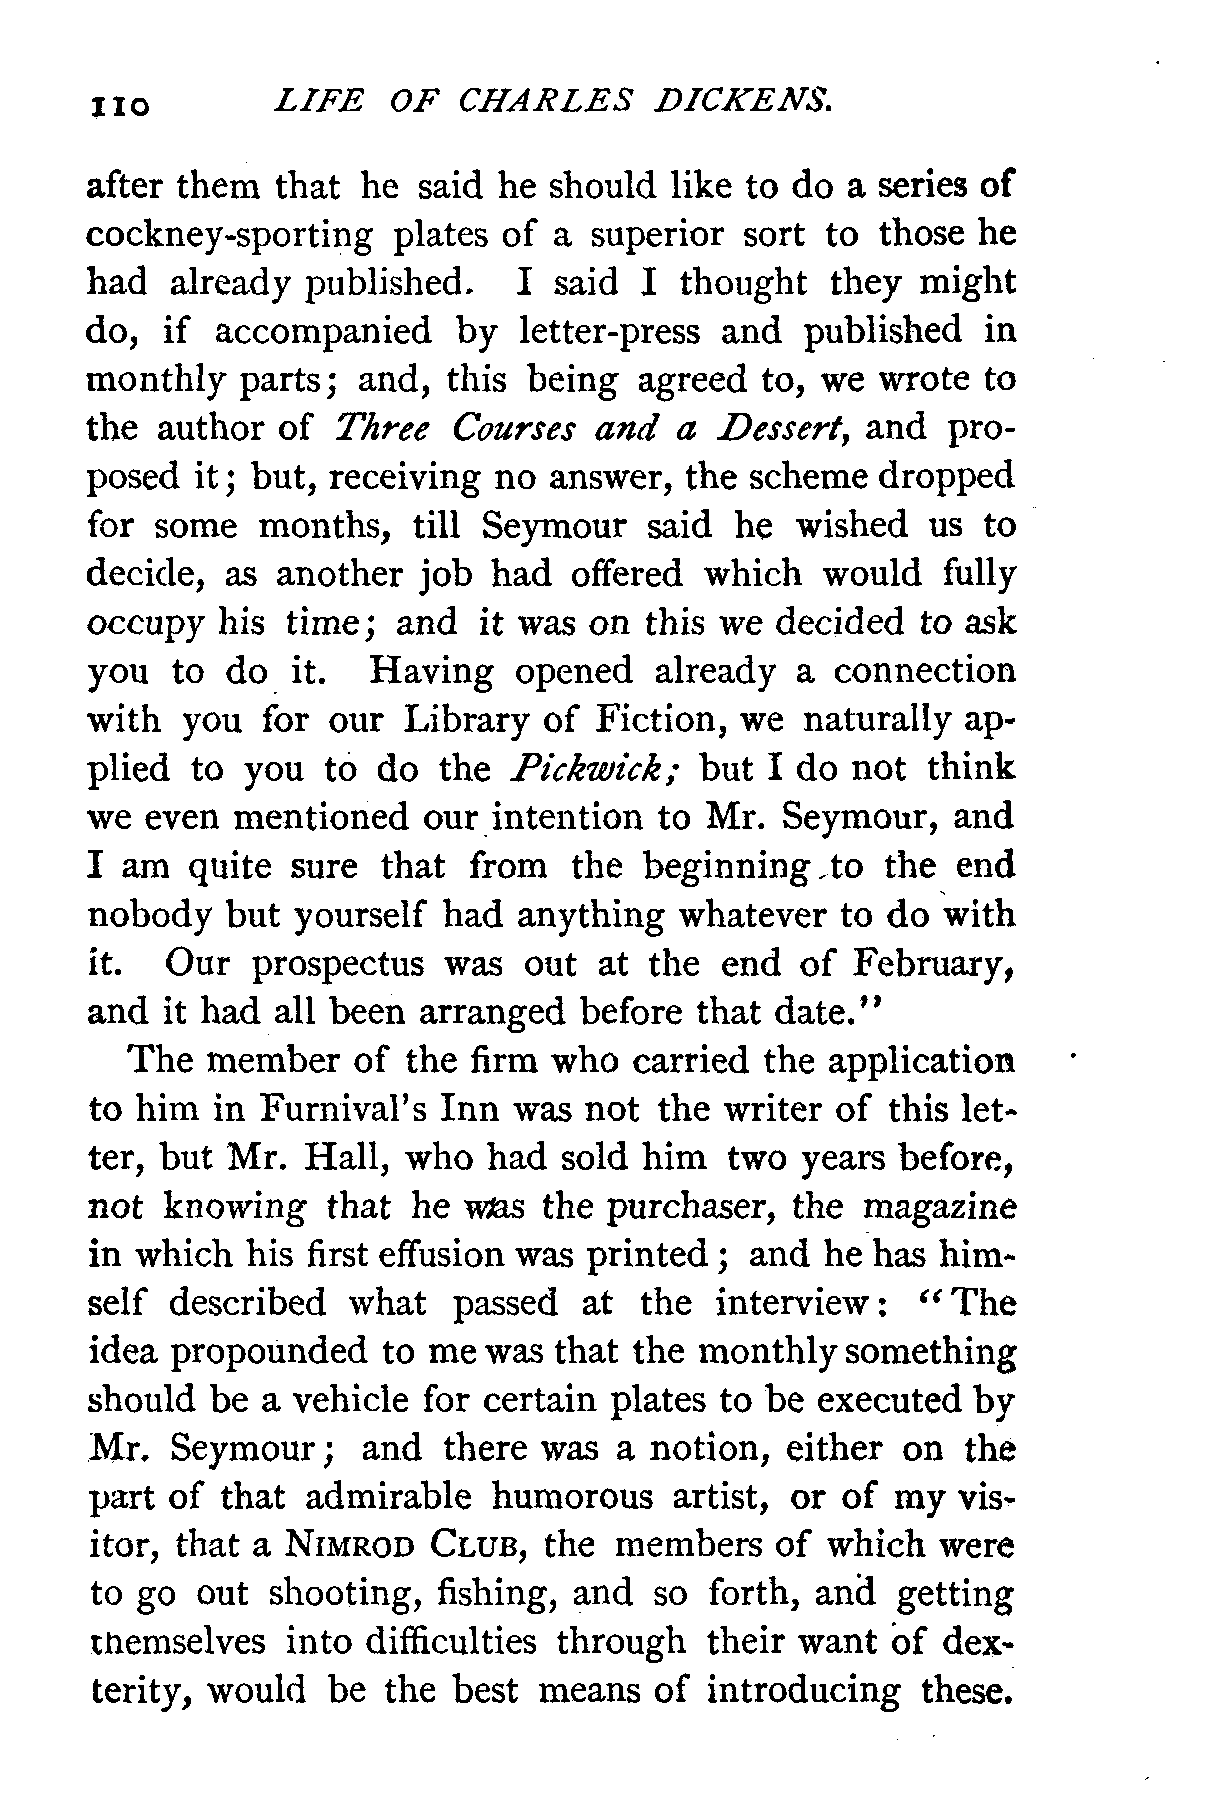 110 LIFE OF CHARLES DICKENS.
after them that he said he should like to do a series of
cockney-sporting plates of a superior sort to those he
had already published. I said I thought they might
do, if accompanied by letter-press and published in
monthly parts; and, this being agreed to, we wrote to
the author of Three Courses and a Dessert, and pro-
posed it; but, receiving no answer, the scheme dropped
for some months, till Seymour said he wished us to
decide, as another job had offered which would fully
occupy his time; and it was on this we decided to ask
you to do it. Having opened already a connection
with you for our Library of Fiction, we naturally ap-
plied to you to do the Pickwick; but I do not think
we even mentioned our intention to Mr. Seymour, and
I am quite sure that from the beginning to the end
nobody but yourself had anything whatever to do with
it. Our prospectus was out at the end of February,
and it had all been arranged before that date."
The member of the firm who carried the application
to him in Furnival's Inn was not the writer of this let-
ter, but Mr. Hall, who had sold him two years before,
not knowing that he was the purchaser, the magazine
in which his first effusion was printed; and he has him-
self described what passed at the interview: "The
idea propounded to me was that the monthly something
should be a vehicle for certain plates to be executed by
Mr. Seymour; and there was a notion, either on the
part of that admirable humorous artist, or of my vis-
itor, that a NIMROD CLUB, the members of which were
to go out shooting, fishing, and so forth, and getting
themselves into difficulties through their want of dex-
terity, would be the best means of introducing these.